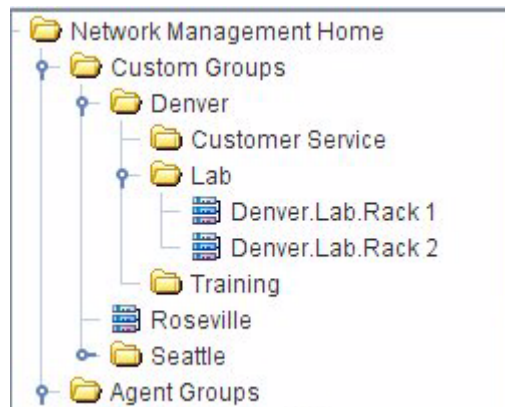 Network Management Home
Custom Groups
Denver
Customer Service
Lab
Denver.Lab.Rack 1
Denver.Lab.Rack 2
Training
Roseville
Seattle
Agent Groups